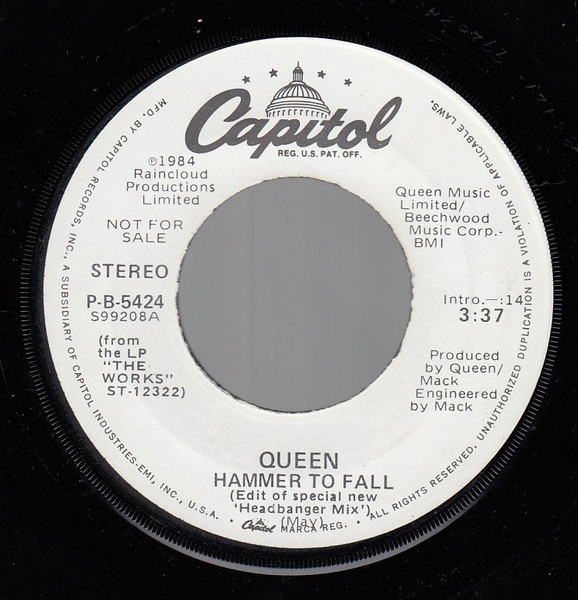 Capitol
REG. U.S. PAT. OFF.
℗1984
Raincloud
Productions
Limited
NOT FOR
SALE
STEREO
P-B-5424
S99208A
(from
the LP
"THE
WORKS"
ST-12322)
Queen Music
Limited/
Beechwood
Music Corp.-
BMI
Intro.—:14
3:37
Produced
by Queen/
Mack
Engineered
by Mack
QUEEN
HAMMER TO FALL
(Edit of special new
'Headbanger Mix')
(May)
MFD. BY CAPITOL RECORDS, INC., A SUBSIDIARY OF CAPITOL INDUSTRIES-EMI, INC., U.S.A. • Capitol MARCA REG. • ALL RIGHTS RESERVED. UNAUTHORIZED DUPLICATION IS A VIOLATION OF APPLICABLE LAWS.